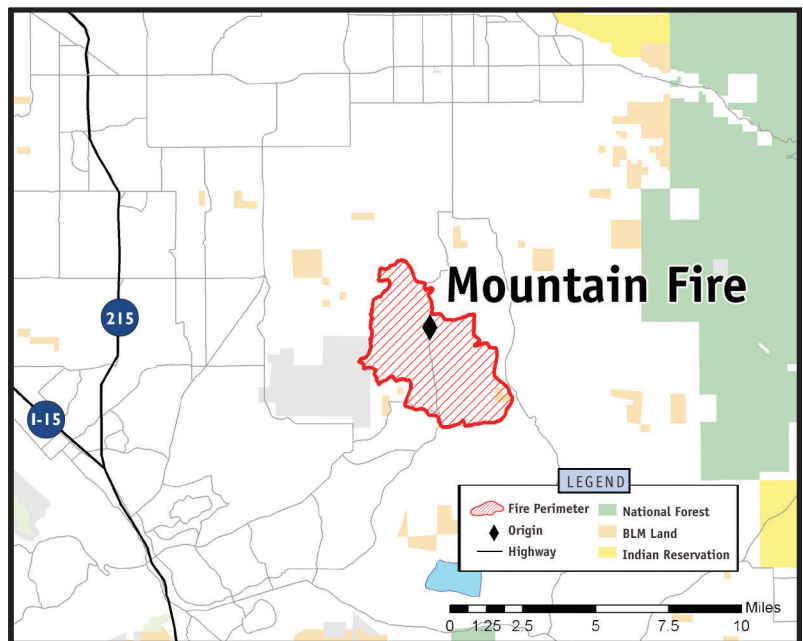 Mountain Fire
215
I-15
LEGEND
Fire Perimeter
Origin
Highway
National Forest
BLM Land
Indian Reservation
Miles
0 1.25 2.5 5 7.5 10